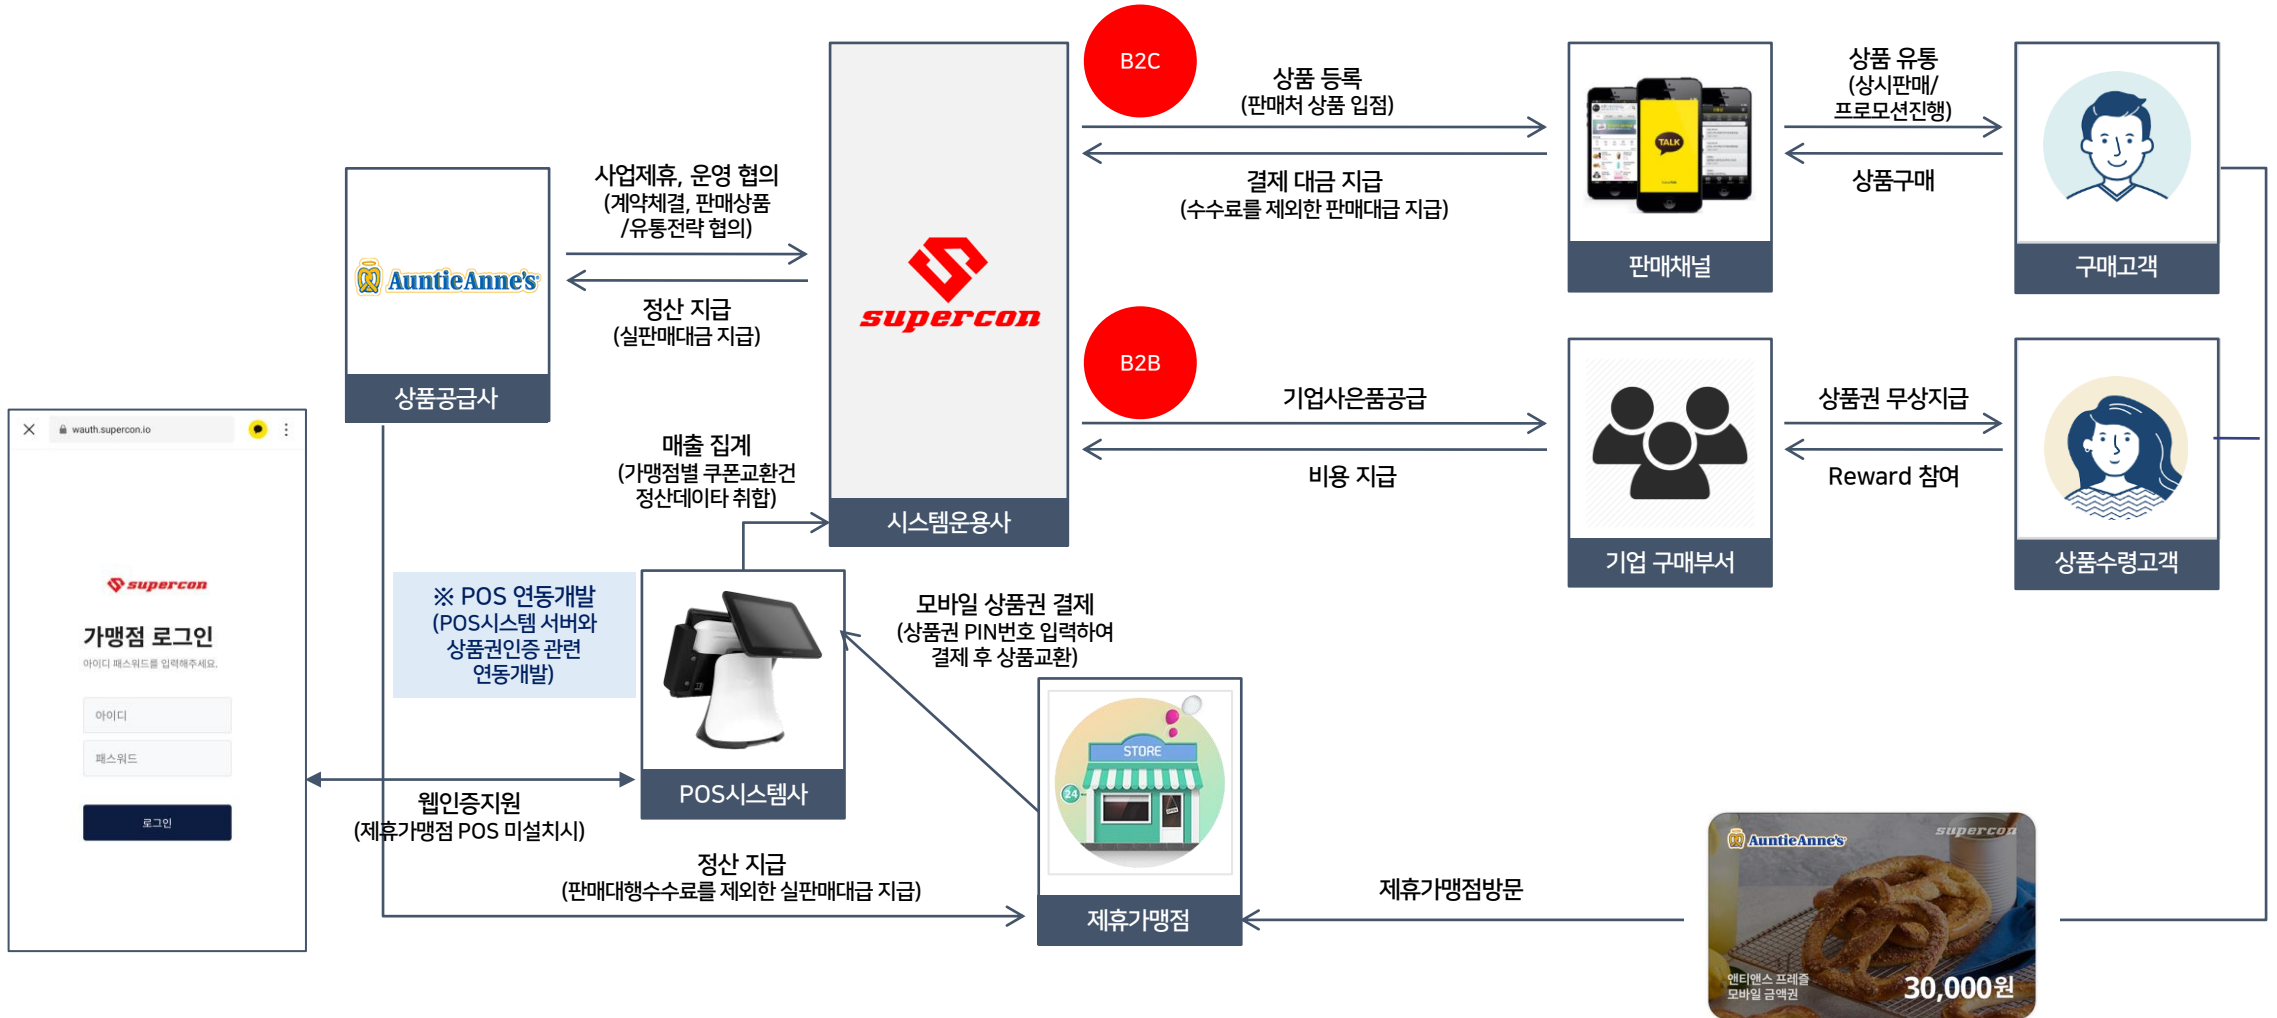 B2C
상품 등록
(판매처 상품 입점)
결제 대금 지급
(수수료를 제외한 판매대급 지급)
TALK
판매채널
상품 유통
(상시판매/
프로모션진행)
상품구매
구매고객
AuntieAnne's
상품공급사
사업제휴, 운영 협의
(계약체결, 판매상품
/유통전략 협의)
정산 지급
(실판매대금 지급)
supercon
시스템운용사
B2B
기업사은품공급
비용 지급
기업 구매부서
상품권 무상지급
Reward 참여
상품수령고객
매출 집계
(가맹점별 쿠폰교환건
정산데이타 취합)
wauth.supercon.io
supercon
가맹점 로그인
아이디 패스워드를 입력해주세요.
아이디
패스워드
로그인
※ POS 연동개발
(POS시스템 서버와
상품권인증 관련
연동개발)
POS시스템사
모바일 상품권 결제
(상품권 PIN번호 입력하여
결제 후 상품교환)
웹인증지원
(제휴가맹점 POS 미설치시)
정산 지급
(판매대행수수료를 제외한 실판매대급 지급)
STORE
24
OPEN
제휴가맹점
제휴가맹점방문
AuntieAnne's
supercon
앤티앤스 프레즐
모바일 금액권
30,000원